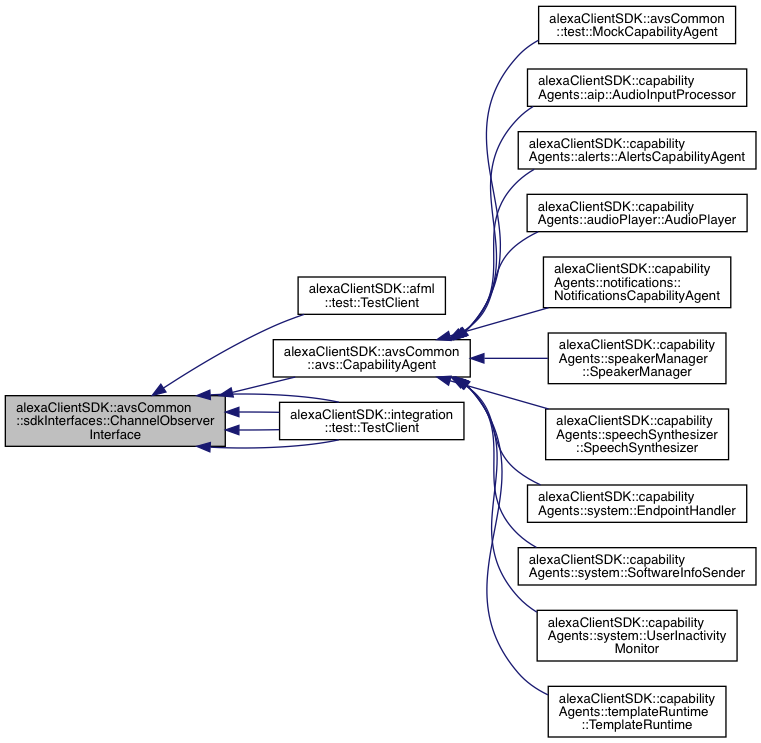 alexaClientSDK::avsCommon
::test::MockCapabilityAgent
alexaClientSDK::capability
Agents::aip::AudioInputProcessor
alexaClientSDK::capability
Agents::alerts::AlertsCapabilityAgent
alexaClientSDK::capability
Agents::audioPlayer::AudioPlayer
alexaClientSDK::capability
Agents::notifications::
NotificationsCapabilityAgent
alexaClientSDK::afml
::test::TestClient
alexaClientSDK::avsCommon
::avs::CapabilityAgent
alexaClientSDK::capability
Agents::speakerManager
::SpeakerManager
alexaClientSDK::avsCommon
::sdkInterfaces::ChannelObserver
Interface
alexaClientSDK::integration
::test::TestClient
alexaClientSDK::capability
Agents::speechSynthesizer
::SpeechSynthesizer
alexaClientSDK::capability
Agents::system::EndpointHandler
alexaClientSDK::capability
Agents::system::SoftwareInfoSender
alexaClientSDK::capability
Agents::system::UserInactivity
Monitor
alexaClientSDK::capability
Agents::templateRuntime
::TemplateRuntime